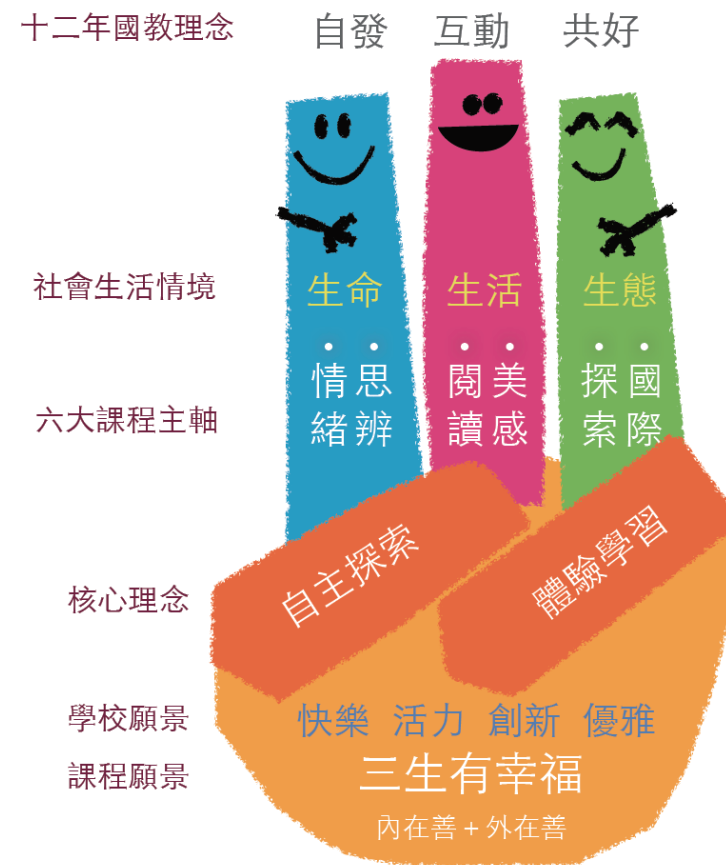 十二年國教理念 自發 互動 共好
社會生活情境 生命 生活 生態
六大課程主軸 •情緒 •思辨 •閱讀 •美感 •探索 •國際
核心理念 自主探索 體驗學習
學校願景 快樂 活力 創新 優雅
課程願景 三生有幸福
內在善+外在善